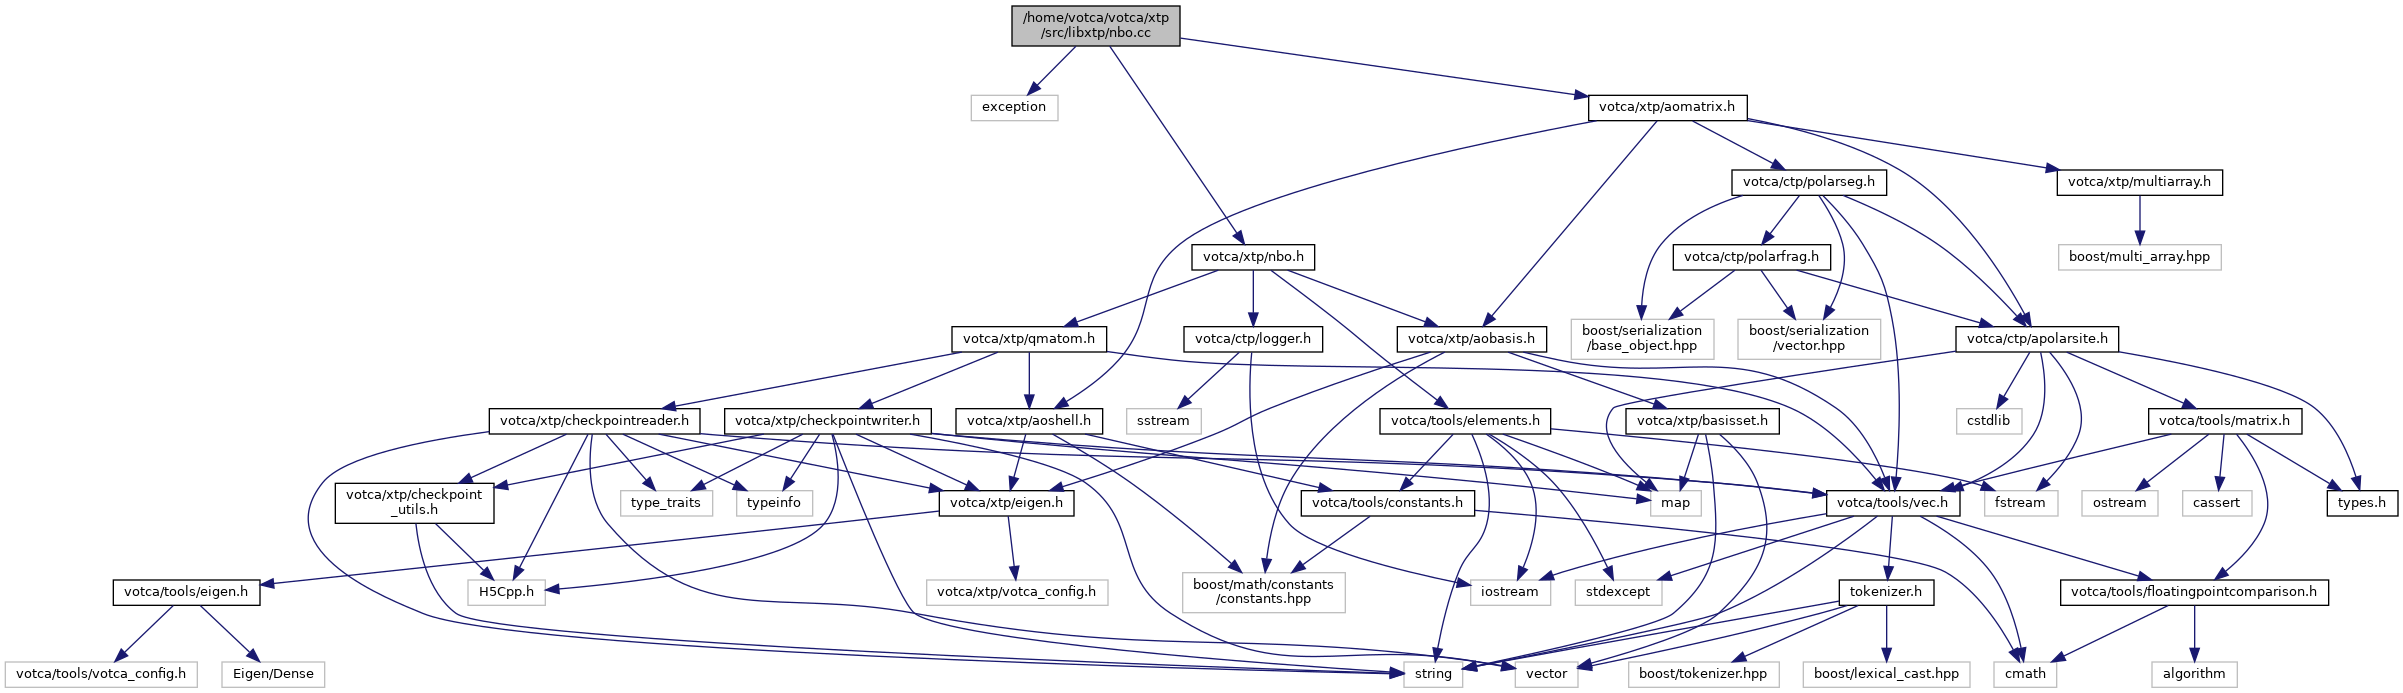 /home/votca/votca/xtp
/src/libxtp/nbo.cc
exception
votca/xtp/aomatrix.h
votca/ctp/polarseg.h
votca/xtp/multiarray.h
votca/xtp/nbo.h
votca/ctp/polarfrag.h
boost/multi_array.hpp
votca/xtp/qmatom.h
votca/ctp/logger.h
votca/xtp/aobasis.h
boost/serialization
/base_object.hpp
boost/serialization
/vector.hpp
votca/ctp/apolarsite.h
votca/xtp/checkpointreader.h
votca/xtp/checkpointwriter.h
votca/xtp/aoshell.h
sstream
votca/tools/elements.h
votca/xtp/basisset.h
cstdlib
votca/tools/matrix.h
votca/xtp/checkpoint
_utils.h
type_traits
typeinfo
votca/xtp/eigen.h
votca/tools/constants.h
map
votca/tools/vec.h
fstream
ostream
cassert
types.h
votca/tools/eigen.h
H5Cpp.h
votca/xtp/votca_config.h
boost/math/constants
/constants.hpp
iostream
stdexcept
tokenizer.h
votca/tools/floatingpointcomparison.h
votca/tools/votca_config.h
Eigen/Dense
string
vector
boost/tokenizer.hpp
boost/lexical_cast.hpp
cmath
algorithm